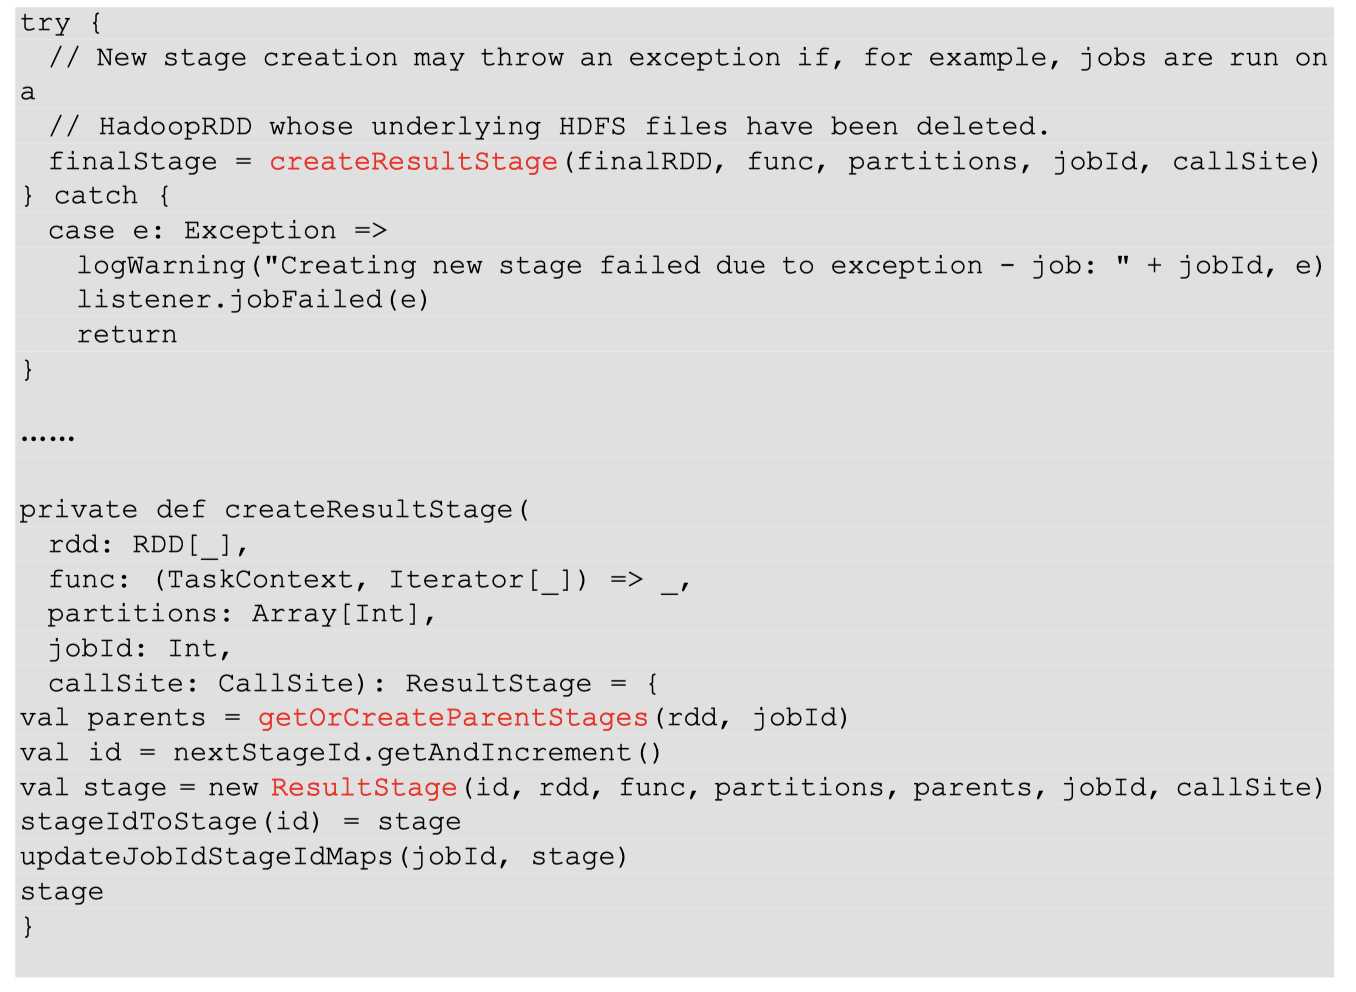 try {
  // New stage creation may throw an exception if, for example, jobs are run on
a
  // HadoopRDD whose underlying HDFS files have been deleted.
  finalStage = createResultStage(finalRDD, func, partitions, jobId, callSite)
} catch {
  case e: Exception =>
    logWarning("Creating new stage failed due to exception - job: " + jobId, e)
    listener.jobFailed(e)
    return
}
……
private def createResultStage(
  rdd: RDD[_],
  func: (TaskContext, Iterator[_]) => _,
  partitions: Array[Int],
  jobId: Int,
  callSite: CallSite): ResultStage = {
val parents = getOrCreateParentStages(rdd, jobId)
val id = nextStageId.getAndIncrement()
val stage = new ResultStage(id, rdd, func, partitions, parents, jobId, callSite)
stageIdToStage(id) = stage
updateJobIdStageIdMaps(jobId, stage)
stage
}